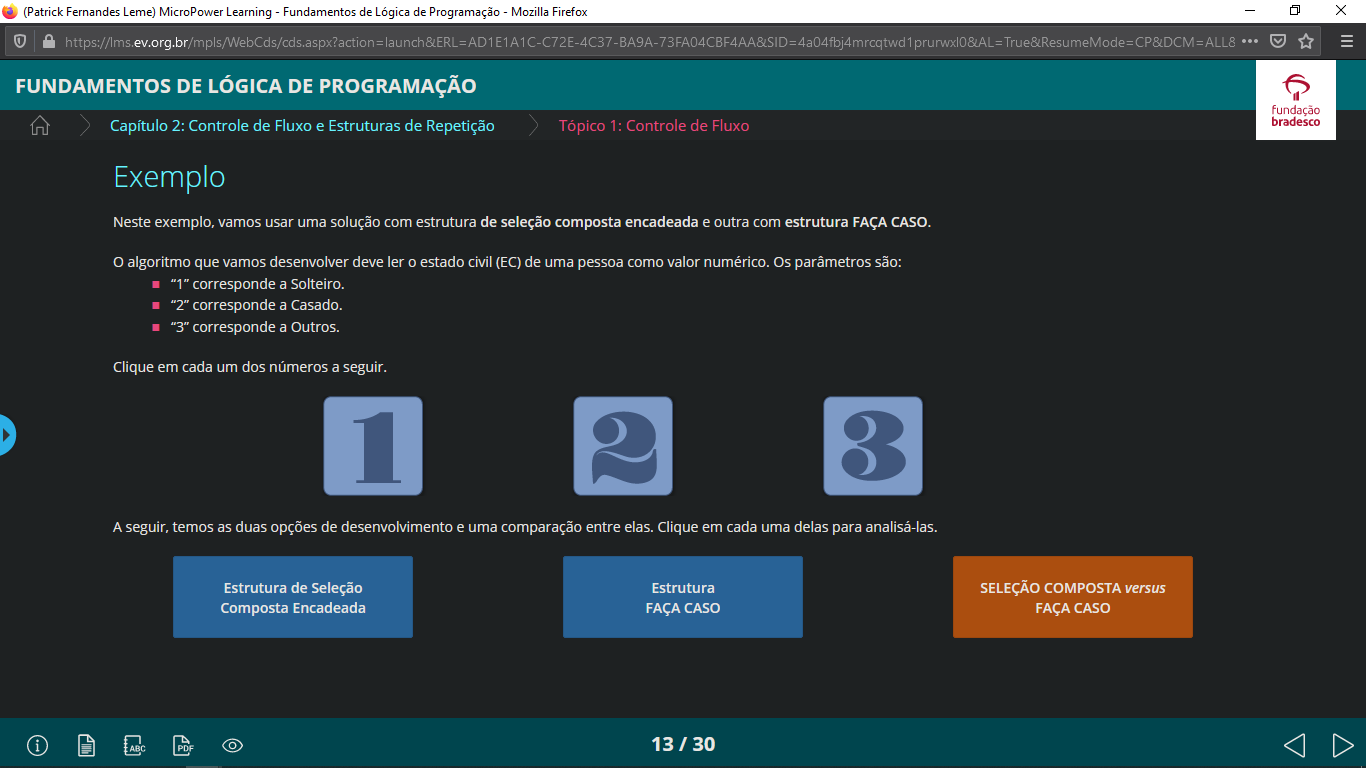 (Patrick Fernandes Leme) MicroPower Learning - Fundamentos de Lógica de Programação - Mozilla Firefox
https://lms.ev.org.br/mpls/WebCds/cds.aspx?action=launch&ERL=AD1E1A1C-C72E-4C37-BA9A-73FA04CBF4AA&SID=4a04fbj4mrcqtwd1prurwxl0&AL=True&ResumeMode=CP&DCM=ALL&
FUNDAMENTOS DE LÓGICA DE PROGRAMAÇÃO
fundação
bradesco
Capítulo 2: Controle de Fluxo e Estruturas de Repetição
Tópico 1: Controle de Fluxo
Exemplo
Neste exemplo, vamos usar uma solução com estrutura de seleção composta encadeada e outra com estrutura FAÇA CASO.
O algoritmo que vamos desenvolver deve ler o estado civil (EC) de uma pessoa como valor numérico. Os parâmetros são:
“1” corresponde a Solteiro.
“2” corresponde a Casado.
“3” corresponde a Outros.
Clique em cada um dos números a seguir.
1
2
3
A seguir, temos as duas opções de desenvolvimento e uma comparação entre elas. Clique em cada uma delas para analisá-las.
Estrutura de Seleção
Composta Encadeada
Estrutura
FAÇA CASO
SELEÇÃO COMPOSTA versus
FAÇA CASO
ABC
PDF
13 / 30